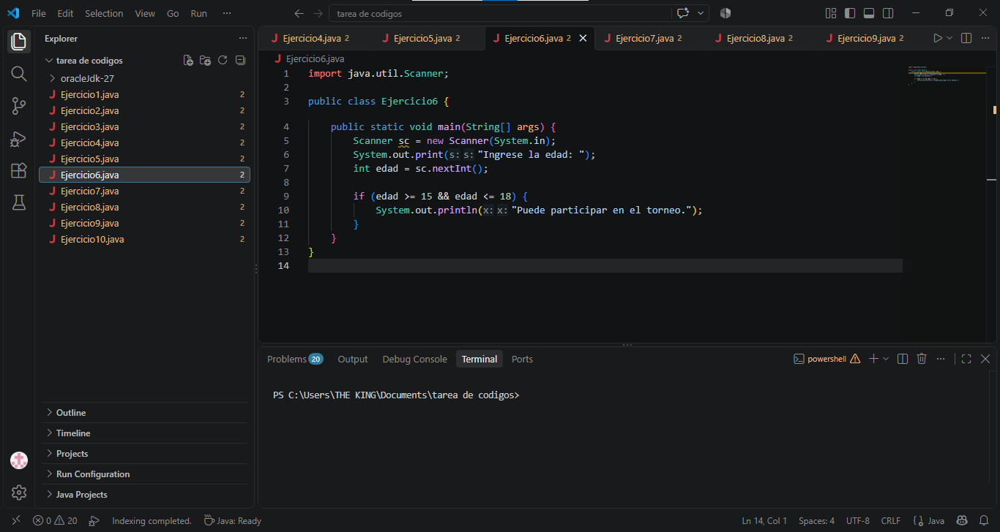 File Edit Selection View Go Run ···
tarea de codigos
Explorer ···
tarea de codigos
oracleJdk-27
J Ejercicio1.java 2
J Ejercicio2.java 2
J Ejercicio3.java 2
J Ejercicio4.java 2
J Ejercicio5.java 2
J Ejercicio6.java 2
J Ejercicio7.java 2
J Ejercicio8.java 2
J Ejercicio9.java 2
J Ejercicio10.java 2
Outline
Timeline
Projects
Run Configuration
Java Projects
J Ejercicio4.java 2 J Ejercicio5.java 2 J Ejercicio6.java 2 J Ejercicio7.java 2 J Ejercicio8.java 2 J Ejercicio9.java 2 ···
J Ejercicio6.java
1 import java.util.Scanner;
2
3 public class Ejercicio6 {
4 public static void main(String[] args) {
5 Scanner sc = new Scanner(System.in);
6 System.out.print(s: s: "Ingrese la edad: ");
7 int edad = sc.nextInt();
8
9 if (edad >= 15 && edad <= 18) {
10 System.out.println(x: x: "Puede participar en el torneo.");
11 }
12 }
13 }
14
Problems 20 Output Debug Console Terminal Ports powershell ···
PS C:\Users\THE KING\Documents\tarea de codigos>
0 20 Indexing completed. Java: Ready Ln 14, Col 1 Spaces: 4 UTF-8 CRLF {} Java